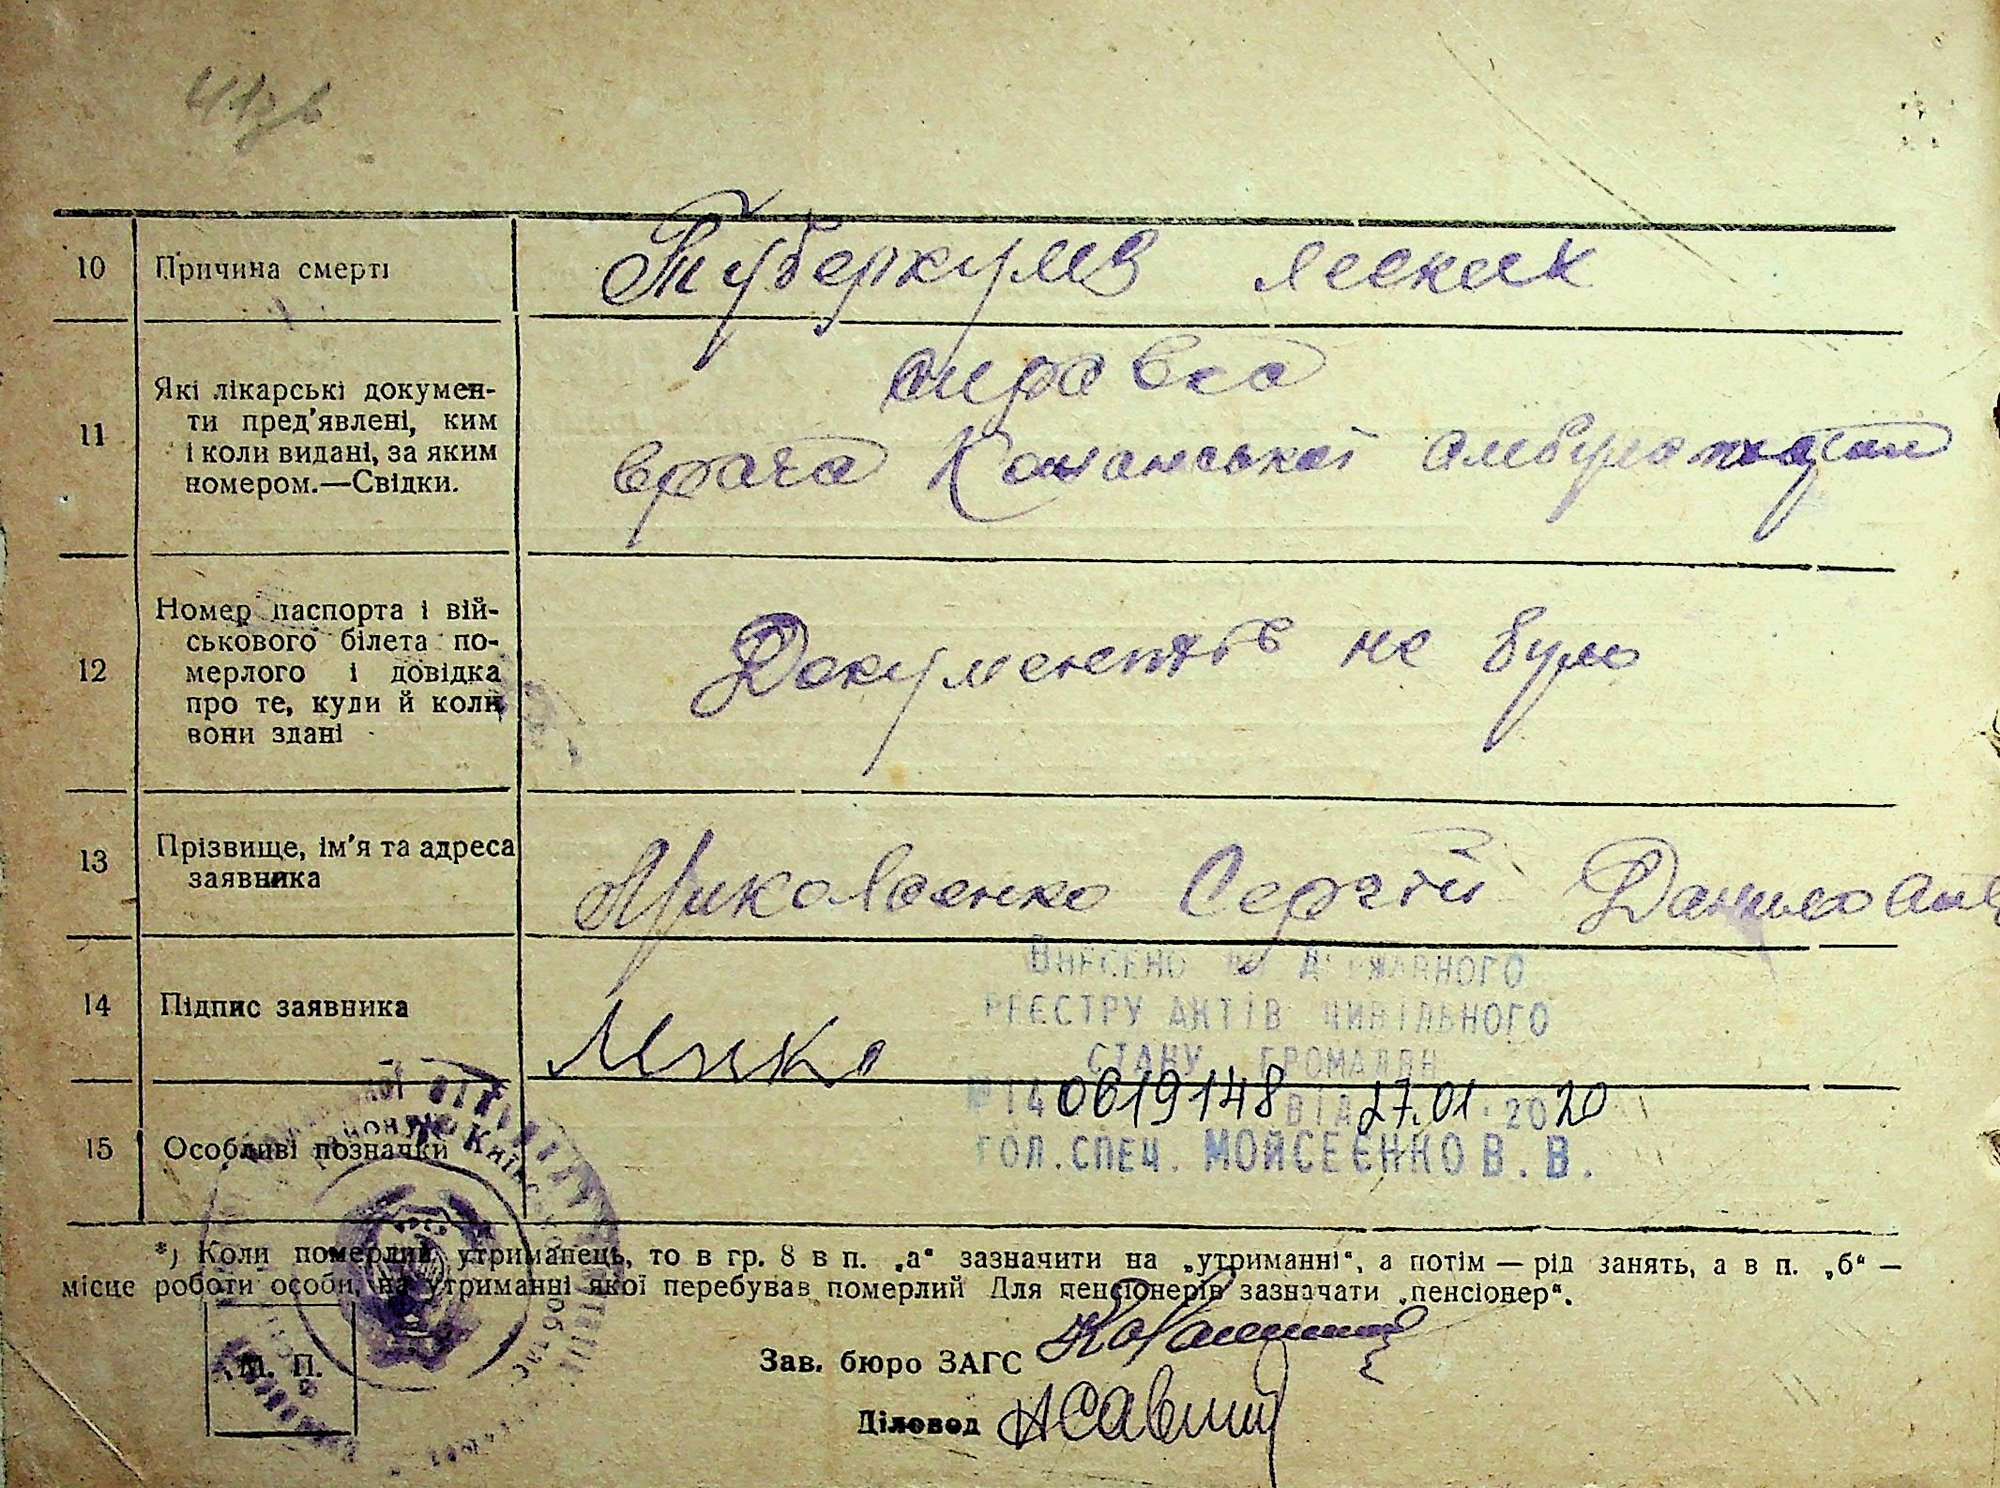 10 Причина смерті Туберкульоз легких
11 Які лікарські докумен-
ти пред'явлені, ким
і коли видані, за яким
номером.—Свідки.
справка
врача амбулаторії
12 Номер паспорта і вій-
ськового білета по-
мерлого і довідка
про те, куди й коли
вони здані
Документів не було
13 Прізвище, ім'я та адреса
заявника
Миколаєнко Сергій Данилович
14 Підпис заявника Мико
ВНЕСЕНО ДО ДЕРЖАВНОГО
РЕЄСТРУ АКТІВ ЦИВІЛЬНОГО
СТАНУ ГРОМАДЯН
№ 14 0619148 ВІД 27.01.2020
ГОЛ.СПЕЦ. МОЙСЕЄНКО В.В.
15 Особливі позначки
*) Коли померлий утриманець, то в гр. 8 в п. „а“ зазначити на „утриманні“, а потім — рід занять, а в п. „б“ —
місце роботи особи, на утриманні якої перебував померлий Для пенсіонерів зазначати „пенсіонер“.
М. П.
Зав. бюро ЗАГС
Діловод